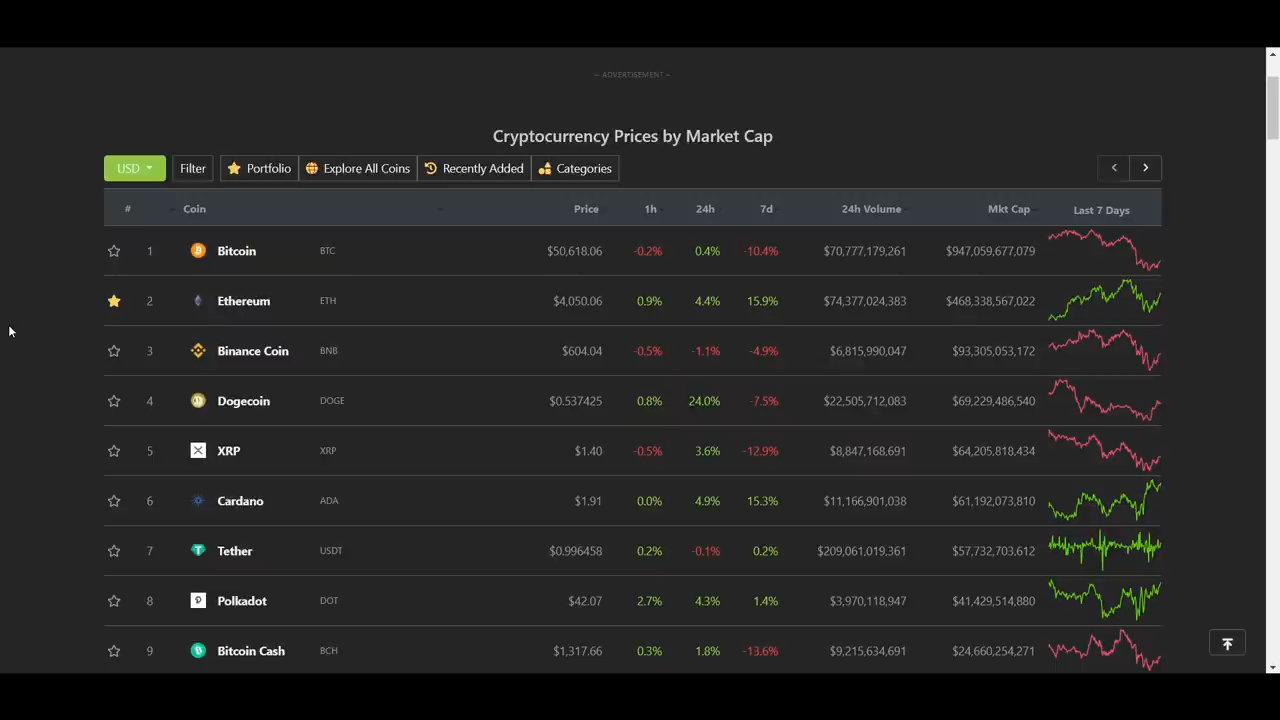 — ADVERTISEMENT —
Cryptocurrency Prices by Market Cap
USD Filter Portfolio Explore All Coins Recently Added Categories
# Coin Price 1h 24h 7d 24h Volume Mkt Cap Last 7 Days
1 Bitcoin BTC $50,618.06 -0.2% 0.4% -10.4% $70,777,179,261 $947,059,677,079
2 Ethereum ETH $4,050.06 0.9% 4.4% 15.9% $74,377,024,383 $468,338,567,022
3 Binance Coin BNB $604.04 -0.5% -1.1% -4.9% $6,815,990,047 $93,305,053,172
4 Dogecoin DOGE $0.537425 0.8% 24.0% -7.5% $22,505,712,083 $69,229,486,540
5 XRP XRP $1.40 -0.5% 3.6% -12.9% $8,847,168,691 $64,205,818,434
6 Cardano ADA $1.91 0.0% 4.9% 15.3% $11,166,901,038 $61,192,073,810
7 Tether USDT $0.996458 0.2% -0.1% 0.2% $209,061,019,361 $57,732,703,612
8 Polkadot DOT $42.07 2.7% 4.3% 1.4% $3,970,118,947 $41,429,514,880
9 Bitcoin Cash BCH $1,317.66 0.3% 1.8% -13.6% $9,215,634,691 $24,660,254,271